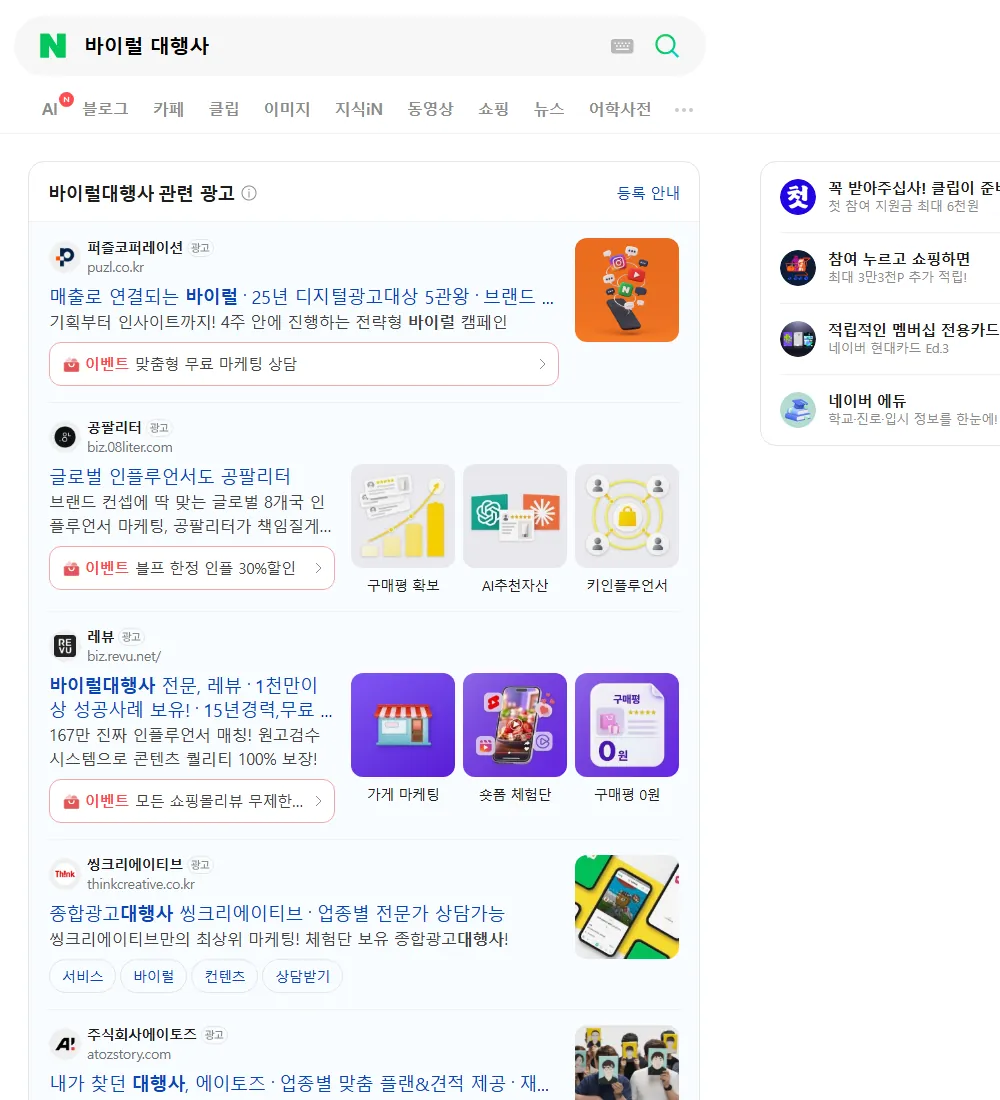 바이럴 대행사
AI N 블로그 카페 클립 이미지 지식iN 동영상 쇼핑 뉴스 어학사전 ···
바이럴대행사 관련 광고
등록 안내
퍼즐코퍼레이션 광고
puzl.co.kr
매출로 연결되는 바이럴 · 25년 디지털광고대상 5관왕 · 브랜드 ...
기획부터 인사이트까지! 4주 안에 진행하는 전략형 바이럴 캠페인
이벤트 맞춤형 무료 마케팅 상담
공팔리터 광고
biz.08liter.com
글로벌 인플루언서도 공팔리터
브랜드 컨셉에 딱 맞는 글로벌 8개국 인
플루언서 마케팅, 공팔리터가 책임질게...
이벤트 블프 한정 인플 30%할인
구매평 확보
AI추천자산
키인플루언서
REVU
레뷰 광고
biz.revu.net/
바이럴대행사 전문, 레뷰 · 1천만이
상 성공사례 보유! · 15년경력,무료 ...
167만 진짜 인플루언서 매칭! 원고검수
시스템으로 콘텐츠 퀄리티 100% 보장!
이벤트 모든 쇼핑몰리뷰 무제한...
가게 마케팅
숏폼 체험단
구매평
0원
구매평 0원
Think
씽크리에이티브 광고
thinkcreative.co.kr
종합광고대행사 씽크리에이티브 · 업종별 전문가 상담가능
씽크리에이티브만의 최상위 마케팅! 체험단 보유 종합광고대행사!
서비스 바이럴 컨텐츠 상담받기
A!
주식회사에이토즈 광고
atozstory.com
내가 찾던 대행사, 에이토즈 · 업종별 맞춤 플랜&견적 제공 · 재...
첫
꼭 받아주십사! 클립이 준비
첫 참여 지원금 최대 6천원
참여 누르고 쇼핑하면
최대 3만3천P 추가 적립!
적립적인 멤버십 전용카드
네이버 현대카드 Ed.3
네이버 에듀
학교·진로·입시 정보를 한눈에!